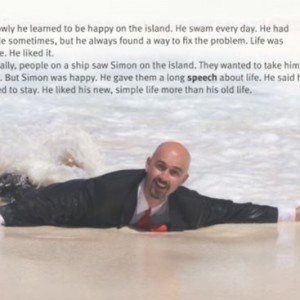 he learned to be happy on the island. He swam every day. He had
sometimes, but he always found a way to fix the problem. Life was
He liked it.
people on a ship saw Simon on the island. They wanted to take him
But Simon was happy. He gave them a long speech about life. He said
to stay. He liked his new, simple life more than his old life.